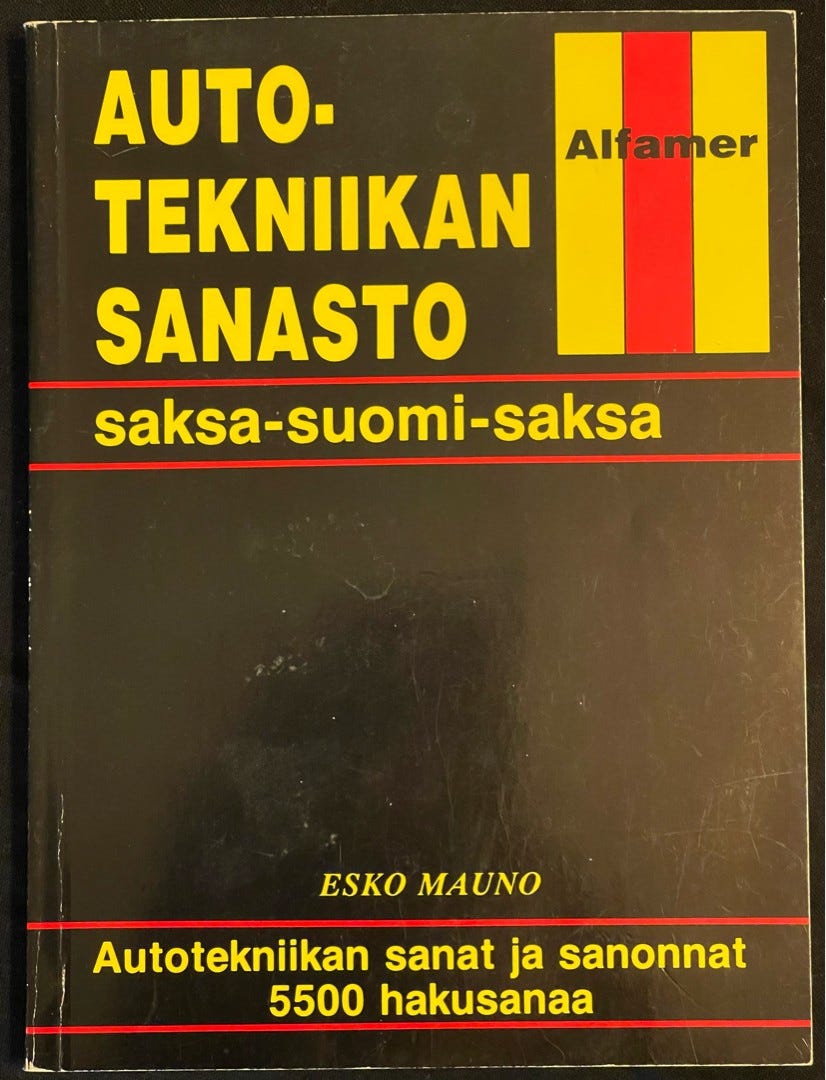 AUTO-
TEKNIIKAN
SANASTO
Alfamer
saksa-suomi-saksa
ESKO MAUNO
Autotekniikan sanat ja sanonnat
5500 hakusanaa